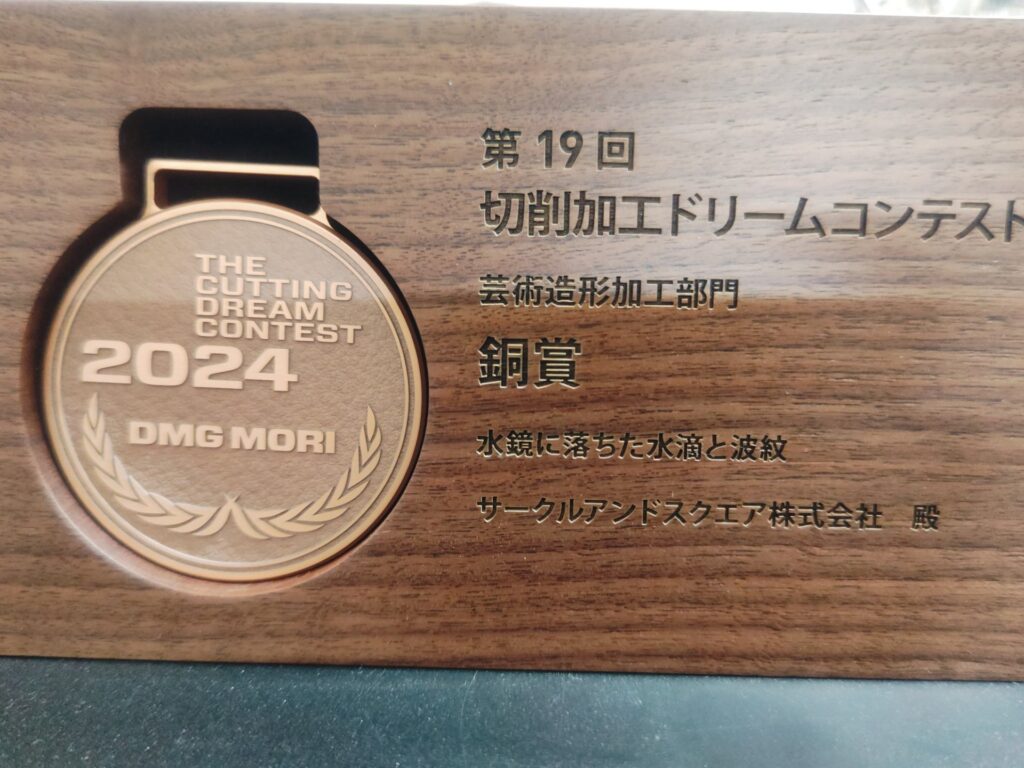 THE
CUTTING
DREAM
CONTEST
2024
DMG MORI
第19回
切削加工ドリームコンテスト
芸術造形加工部門
銅賞
水鏡に落ちた水滴と波紋
サークルアンドスクエア株式会社 殿